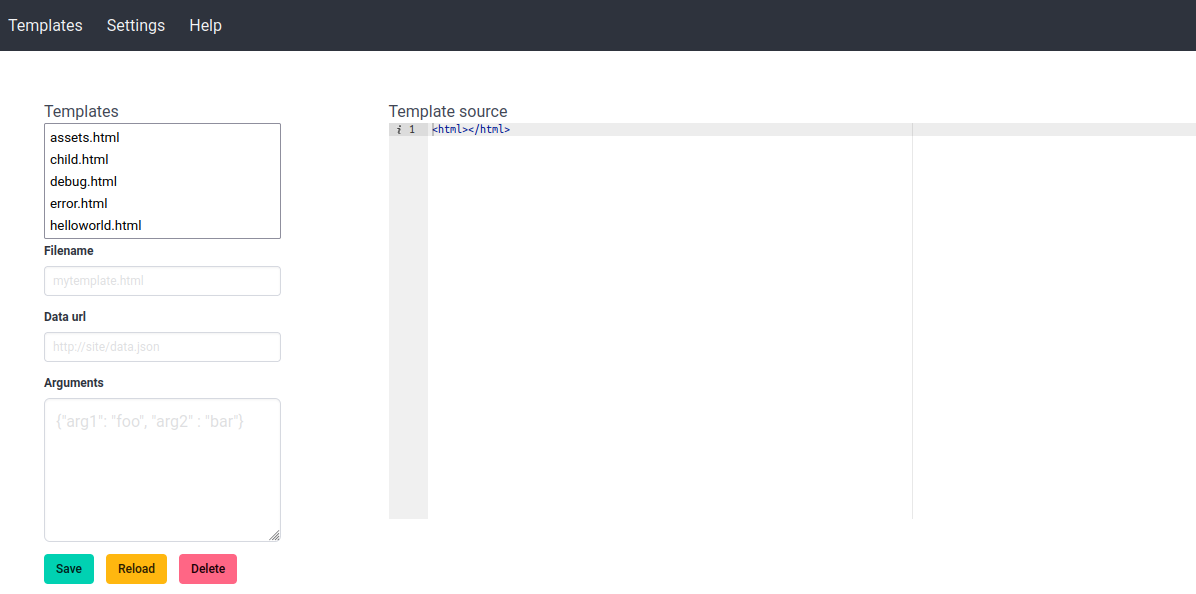 Templates Settings Help
Templates
assets.html
child.html
debug.html
error.html
helloworld.html
Filename
mytemplate.html
Data url
http://site/data.json
Arguments
{"arg1": "foo", "arg2" : "bar"}
Save Reload Delete
Template source
i 1 <html></html>